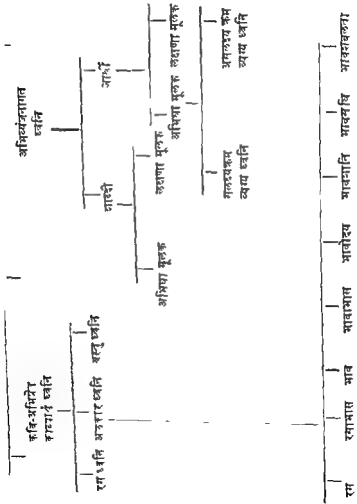 कवि-अभिप्रेत
काव्यार्थ ध्वनि
अभिव्यंजनागत
ध्वनि
रस ध्वनि
अलंकार ध्वनि
वस्तु ध्वनि
शाब्दी
आर्थी
अभिधा मूलक
लक्षणा मूलक
अभिधा मूलक
लक्षणा मूलक
संलक्ष्यक्रम
व्यंग्य ध्वनि
असंलक्ष्य क्रम
व्यंग्य ध्वनि
रस
रसाभास
भाव
भावाभास
भावोदय
भावशान्ति
भावसंधि
भावशबलता